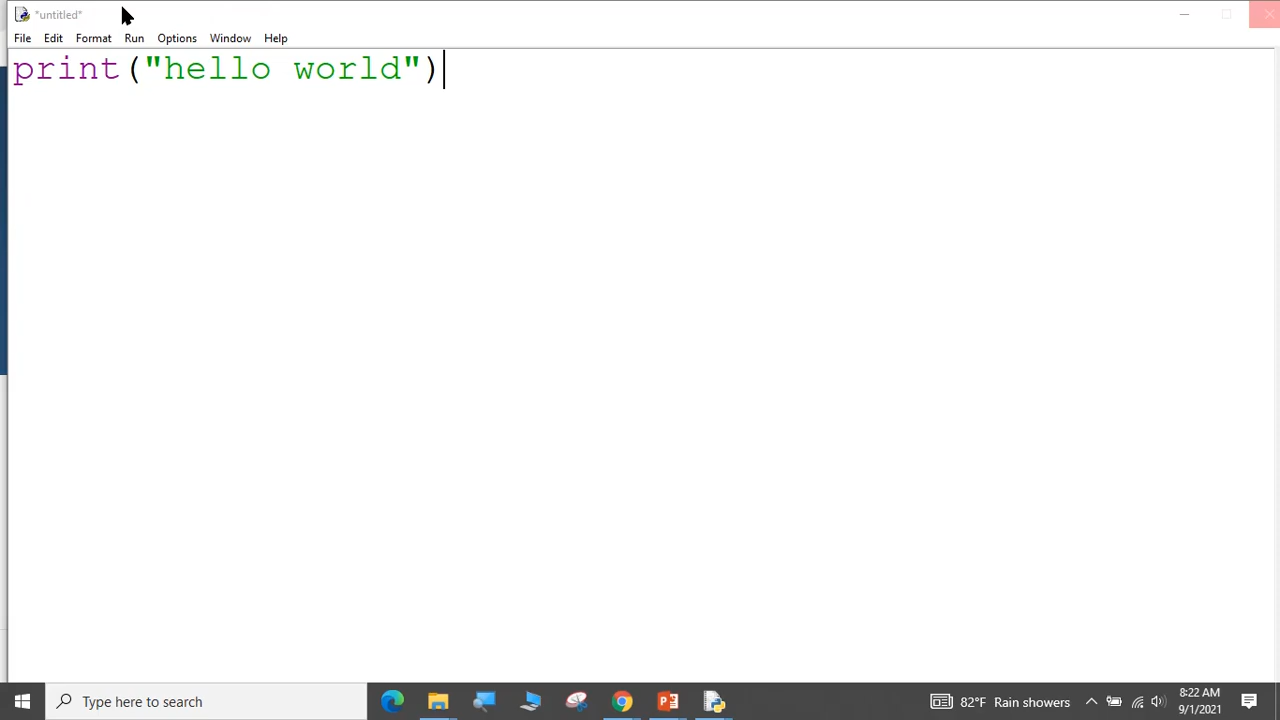 *untitled*
File Edit Format Run Options Window Help
print("hello world")
Type here to search
82°F Rain showers
8:22 AM
9/1/2021